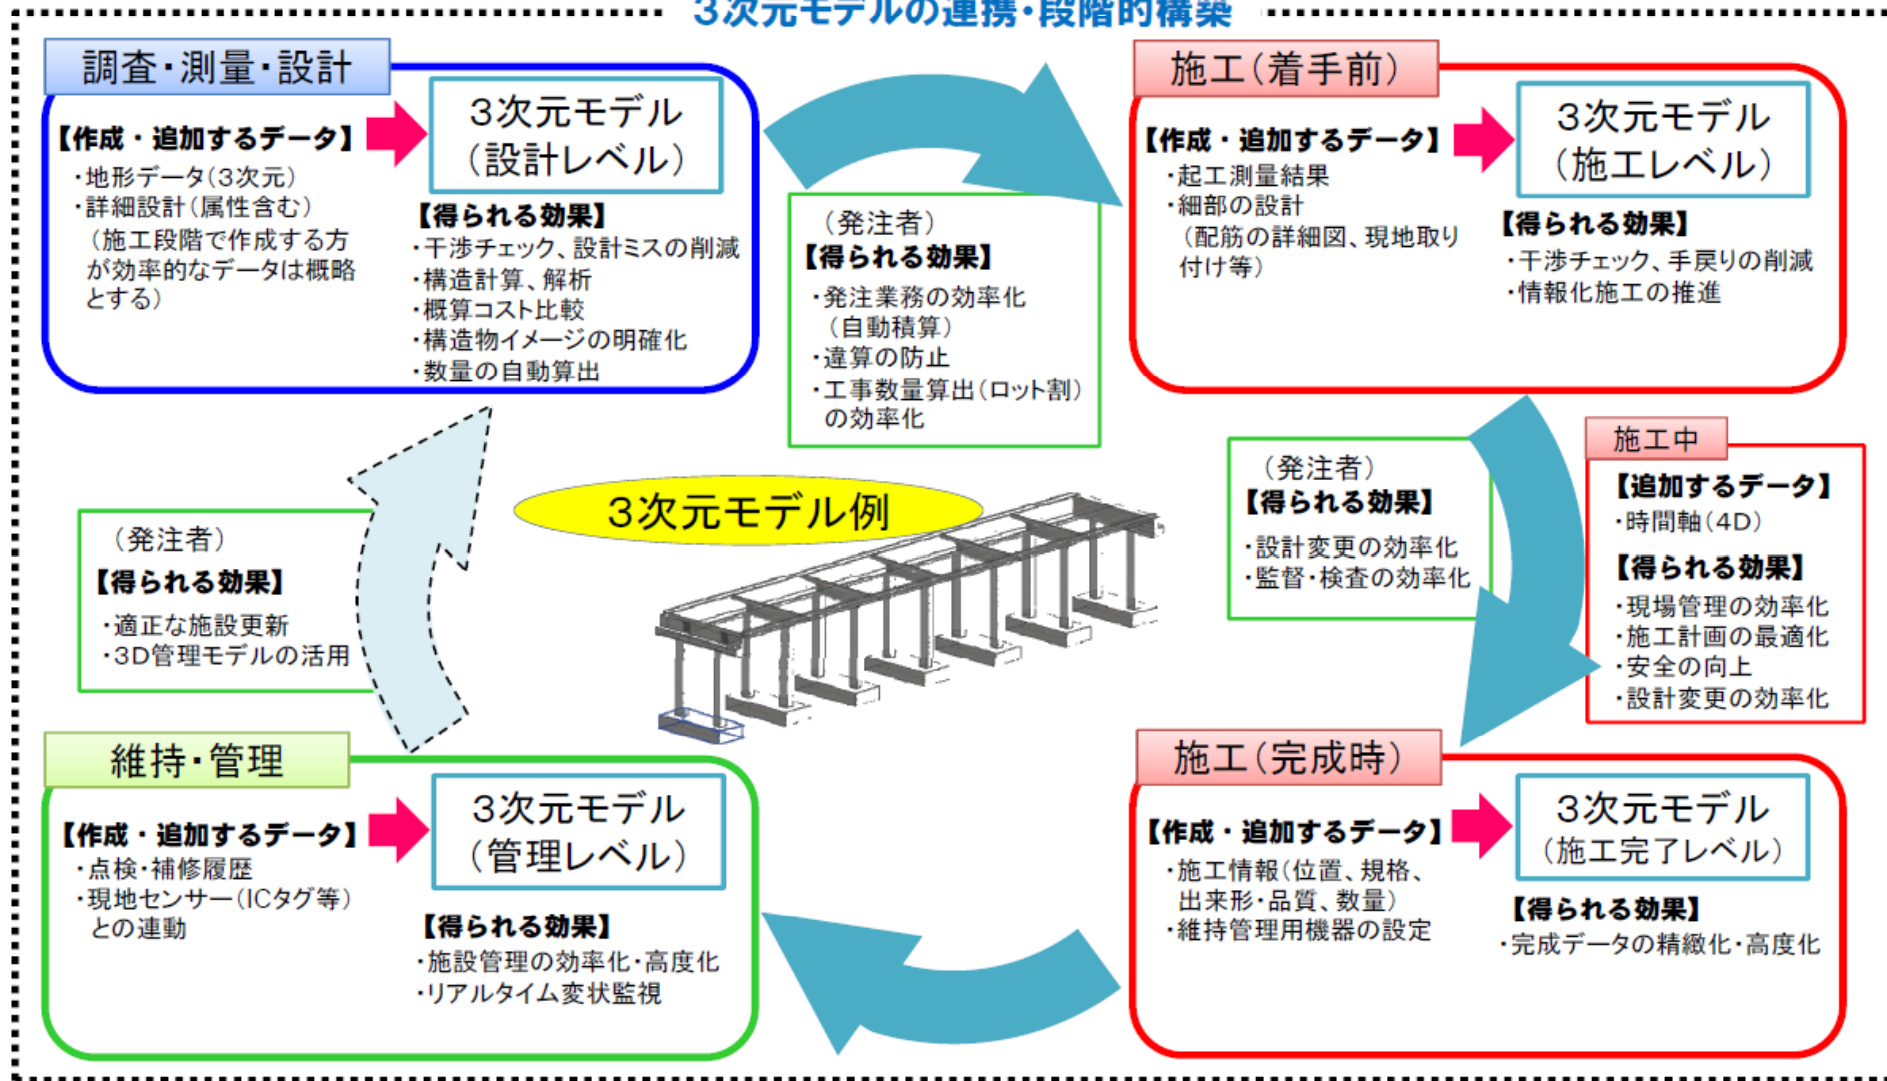 3次元モデルの連携・段階的構築
調査・測量・設計
【作成・追加するデータ】
・地形データ(3次元)
・詳細設計(属性含む)
(施工段階で作成する方
が効率的なデータは概略
とする)
3次元モデル
(設計レベル)
【得られる効果】
・干渉チェック、設計ミスの削減
・構造計算、解析
・概算コスト比較
・構造物イメージの明確化
・数量の自動算出
(発注者)
【得られる効果】
・発注業務の効率化
(自動積算)
・違算の防止
・工事数量算出(ロット割)
の効率化
施工(着手前)
【作成・追加するデータ】
・起工測量結果
・細部の設計
(配筋の詳細図、現地取り
付け等)
3次元モデル
(施工レベル)
【得られる効果】
・干渉チェック、手戻りの削減
・情報化施工の推進
(発注者)
【得られる効果】
・設計変更の効率化
・監督・検査の効率化
施工中
【追加するデータ】
・時間軸(4D)
【得られる効果】
・現場管理の効率化
・施工計画の最適化
・安全の向上
・設計変更の効率化
3次元モデル例
(発注者)
【得られる効果】
・適正な施設更新
・3D管理モデルの活用
維持・管理
【作成・追加するデータ】
・点検・補修履歴
・現地センサー(ICタグ等)
との連動
3次元モデル
(管理レベル)
【得られる効果】
・施設管理の効率化・高度化
・リアルタイム変状監視
施工(完成時)
【作成・追加するデータ】
・施工情報(位置、規格、
出来形・品質、数量)
・維持管理用機器の設定
3次元モデル
(施工完了レベル)
【得られる効果】
・完成データの精緻化・高度化